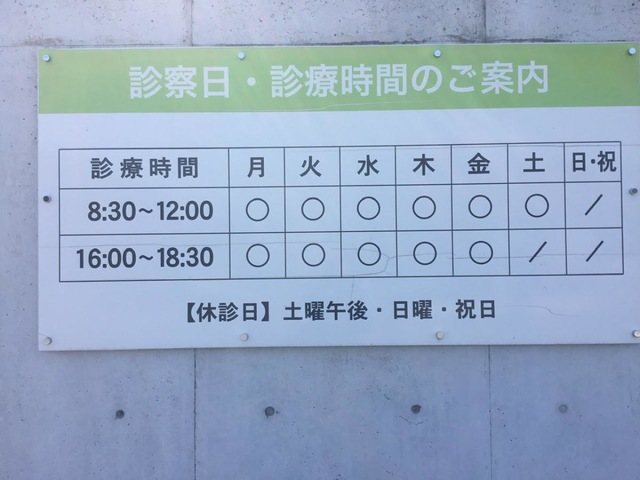 診察日・診療時間のご案内
診療時間 月 火 水 木 金 土 日・祝
8:30~12:00 ○ ○ ○ ○ ○ ○ /
16:00~18:30 ○ ○ ○ ○ ○ / /
【休診日】土曜午後・日曜・祝日